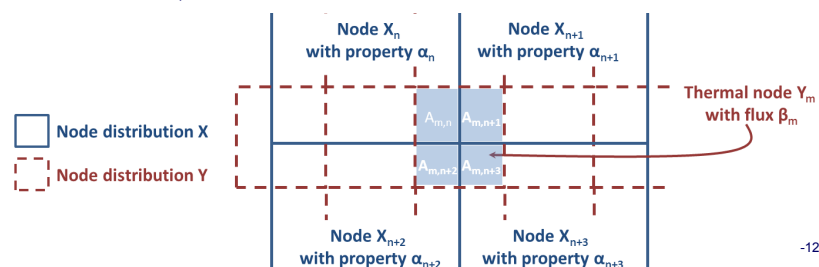 Node Xn
with property αn
Node Xn+1
with property αn+1
Thermal node Ym
with flux βm
Am,n
Am,n+1
Node distribution X
Am,n+2
Am,n+3
Node distribution Y
Node Xn+2
with property αn+2
Node Xn+3
with property αn+3
-12